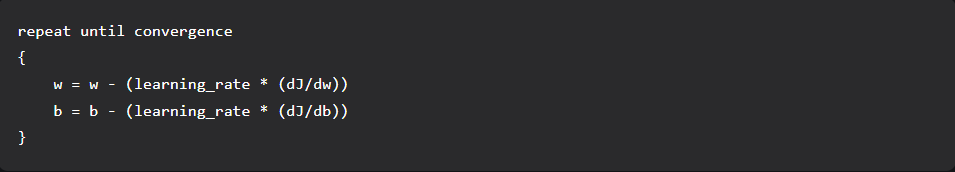 repeat until convergence
{
    w = w - (learning_rate * (dJ/dw))
    b = b - (learning_rate * (dJ/db))
}